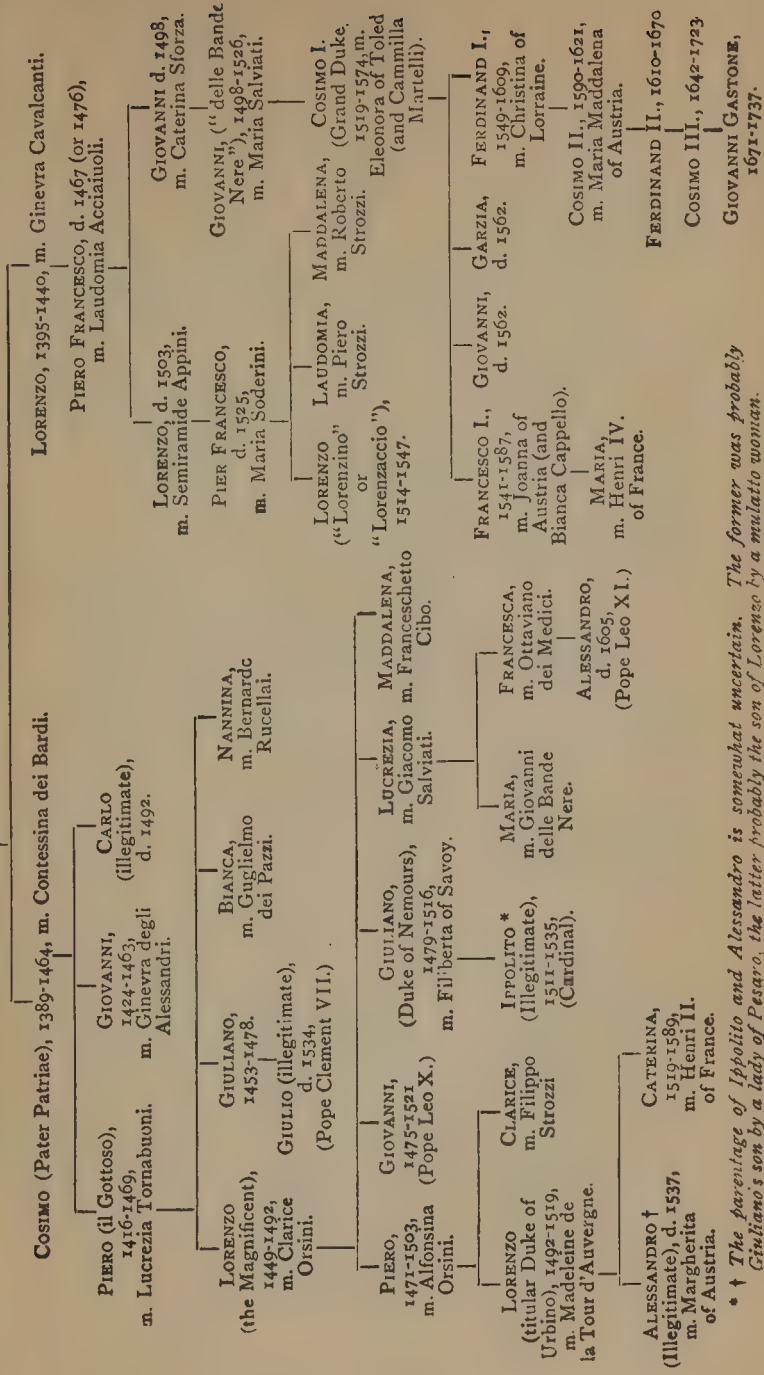 COSIMO (Pater Patriae), 1389-1464, m. Contessina dei Bardi.
LORENZO, 1395-1440, m. Ginevra Cavalcanti.
PIERO (il Gottoso),
1416-1469,
m. Lucrezia Tornabuoni.
GIOVANNI,
1424-1463,
m. Ginevra degli
Alessandri.
CARLO
(illegitimate),
d. 1492.
PIERO FRANCESCO, d. 1467 (or 1476),
m. Laudomia Acciaiuoli.
LORENZO
(the Magnificent),
1449-1492,
m. Clarice
Orsini.
GIULIANO,
1453-1478.
GIULIO (illegitimate),
d. 1534,
(Pope Clement VII.)
BIANCA,
m. Guglielmo
dei Pazzi.
NANNINA,
m. Bernardo
Rucellai.
LORENZO, d. 1503,
m. Semiramide Appini.
GIOVANNI d. 1498,
m. Caterina Sforza.
PIER FRANCESCO,
d. 1525,
m. Maria Soderini.
GIOVANNI, ("delle Bande
Nere"), 1498-1526,
m. Maria Salviati.
PIERO,
1471-1503,
m. Alfonsina
Orsini.
GIOVANNI,
1475-1521
(Pope Leo X.)
GIULIANO,
(Duke of Nemours),
1479-1516,
m. Filiberta of Savoy.
LUCREZIA,
m. Giacomo
Salviati.
MADDALENA,
m. Franceschetto
Cibo.
LORENZO
("Lorenzino")
or
"Lorenzaccio"),
1514-1547.
LAUDOMIA,
m. Piero
Strozzi.
MADDALENA,
m. Roberto
Strozzi.
COSIMO I.
(Grand Duke.
1519-1574, m.
Eleonora of Toled
(and Cammilla
Martelli).
LORENZO
(titular Duke of
Urbino), 1492-1519,
m. Madeleine de
la Tour d'Auvergne.
CLARICE,
m. Filippo
Strozzi
IPPOLITO *
(Illegitimate),
1511-1535,
(Cardinal).
MARIA,
m. Giovanni
delle Bande
Nere.
FRANCESCA,
m. Ottaviano
dei Medici.
ALESSANDRO,
d. 1605,
(Pope Leo XI.)
FRANCESCO I.,
1541-1587,
m. Joanna of
Austria (and
Bianca Cappello).
MARIA,
m. Henri IV.
of France.
GIOVANNI,
d. 1562.
GARZIA,
d. 1562.
FERDINAND I.,
1549-1609,
m. Christina of
Lorraine.
COSIMO II., 1590-1621,
m. Maria Maddalena
of Austria.
FERDINAND II., 1610-1670
COSIMO III., 1642-1723
GIOVANNI GASTONE,
1671-1737.
ALESSANDRO †
(Illegitimate), d. 1537,
m. Margherita
of Austria.
CATERINA,
1519-1589,
m. Henri II.
of France.
* † The parentage of Ippolito and Alessandro is somewhat uncertain. The former was probably
Giuliano's son by a lady of Pesaro, the latter probably the son of Lorenzo by a mulatto woman.